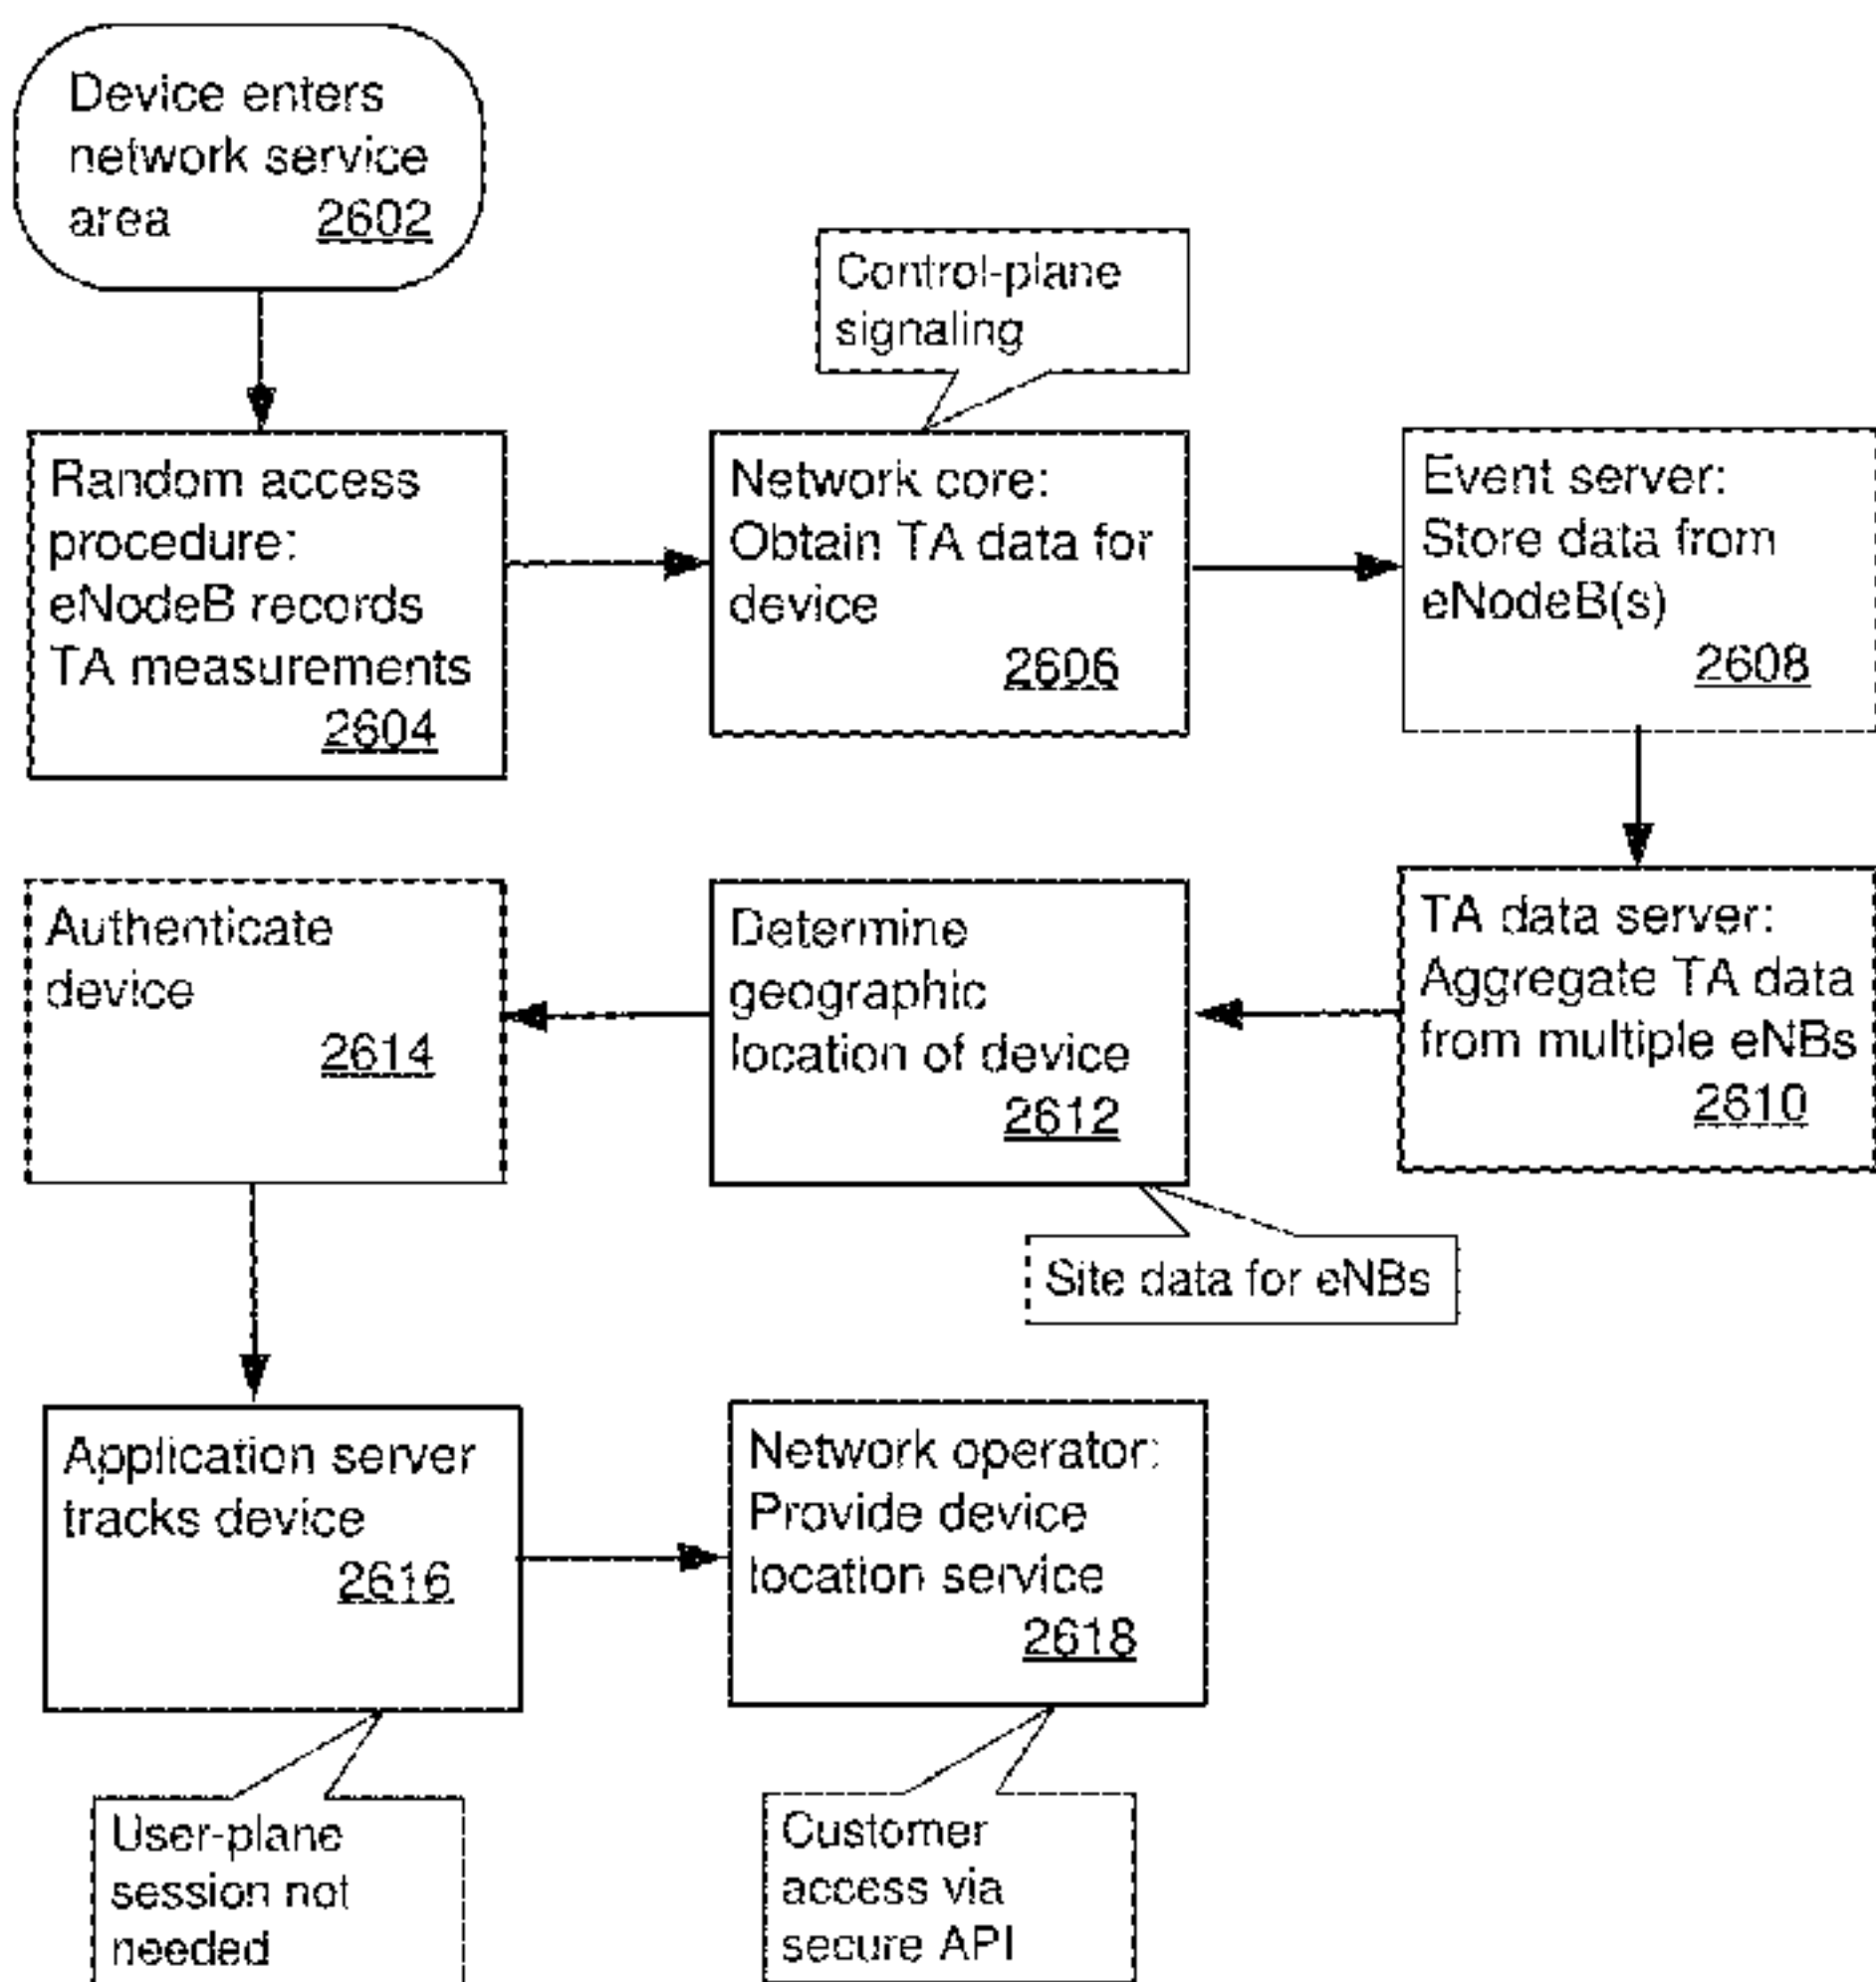 Device enters
network service
area 2602
Control-plane
signaling
Random access
procedure:
eNodeB records
TA measurements
2604
Network core:
Obtain TA data for
device
2606
Event server:
Store data from
eNodeB(s)
2608
TA data server:
Aggregate TA data
from multiple eNBs
2610
Determine
geographic
location of device
2612
Site data for eNBs
Authenticate
device
2614
Application server
tracks device
2616
User-plane
session not
needed
Network operator:
Provide device
location service
2618
Customer
access via
secure API